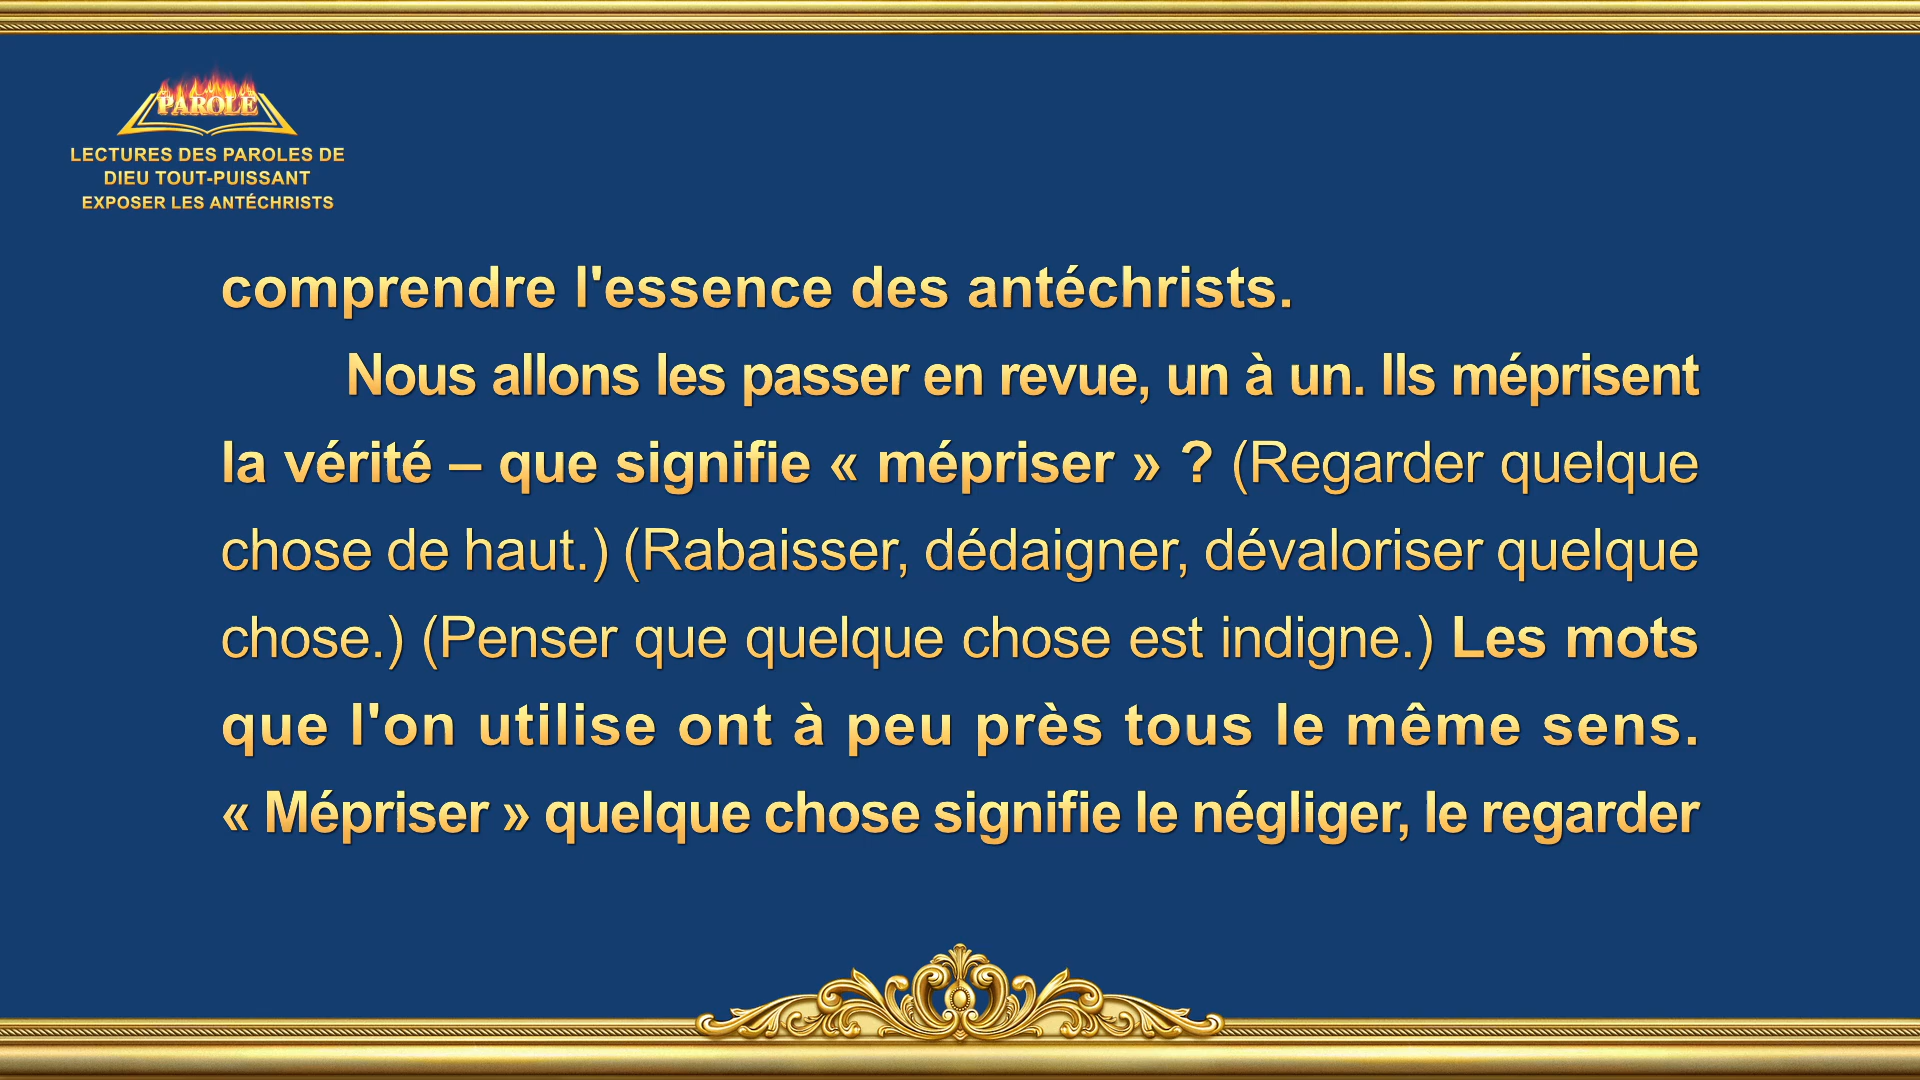 PAROLE
LECTURES DES PAROLES DE
DIEU TOUT-PUISSANT
EXPOSER LES ANTÉCHRISTS
comprendre l'essence des antéchrists.
Nous allons les passer en revue, un à un. Ils méprisent
la vérité – que signifie « mépriser » ? (Regarder quelque
chose de haut.) (Rabaisser, dédaigner, dévaloriser quelque
chose.) (Penser que quelque chose est indigne.) Les mots
que l'on utilise ont à peu près tous le même sens.
« Mépriser » quelque chose signifie le négliger, le regarder